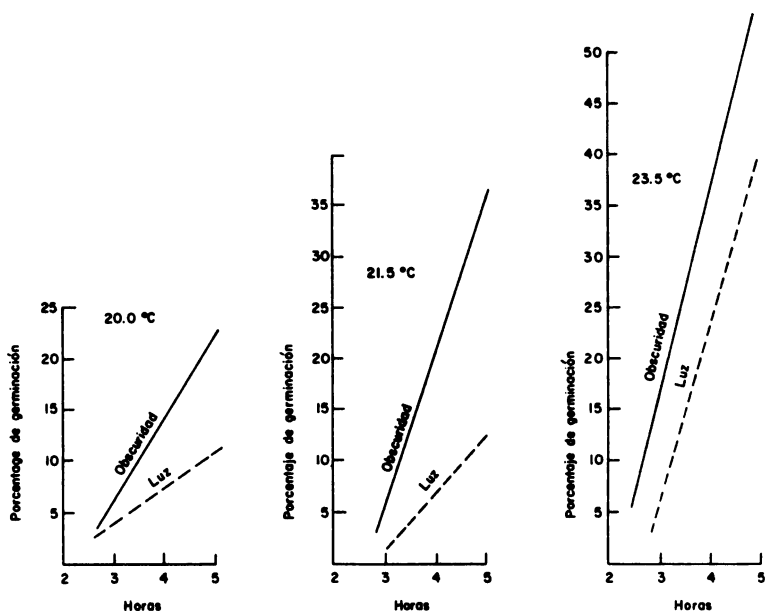 Porcentage de germinación
25
20
15
10
5
20.0 °C
Obscuridad
Luz
2 3 4 5
Horas
Porcentaje de germinación
35
30
25
20
15
10
5
21.5 °C
Obscuridad
Luz
2 3 4 5
Horas
Porcentaje de germinación
50
45
40
35
30
25
20
15
10
5
23.5 °C
Obscuridad
Luz
2 3 4 5
Horas